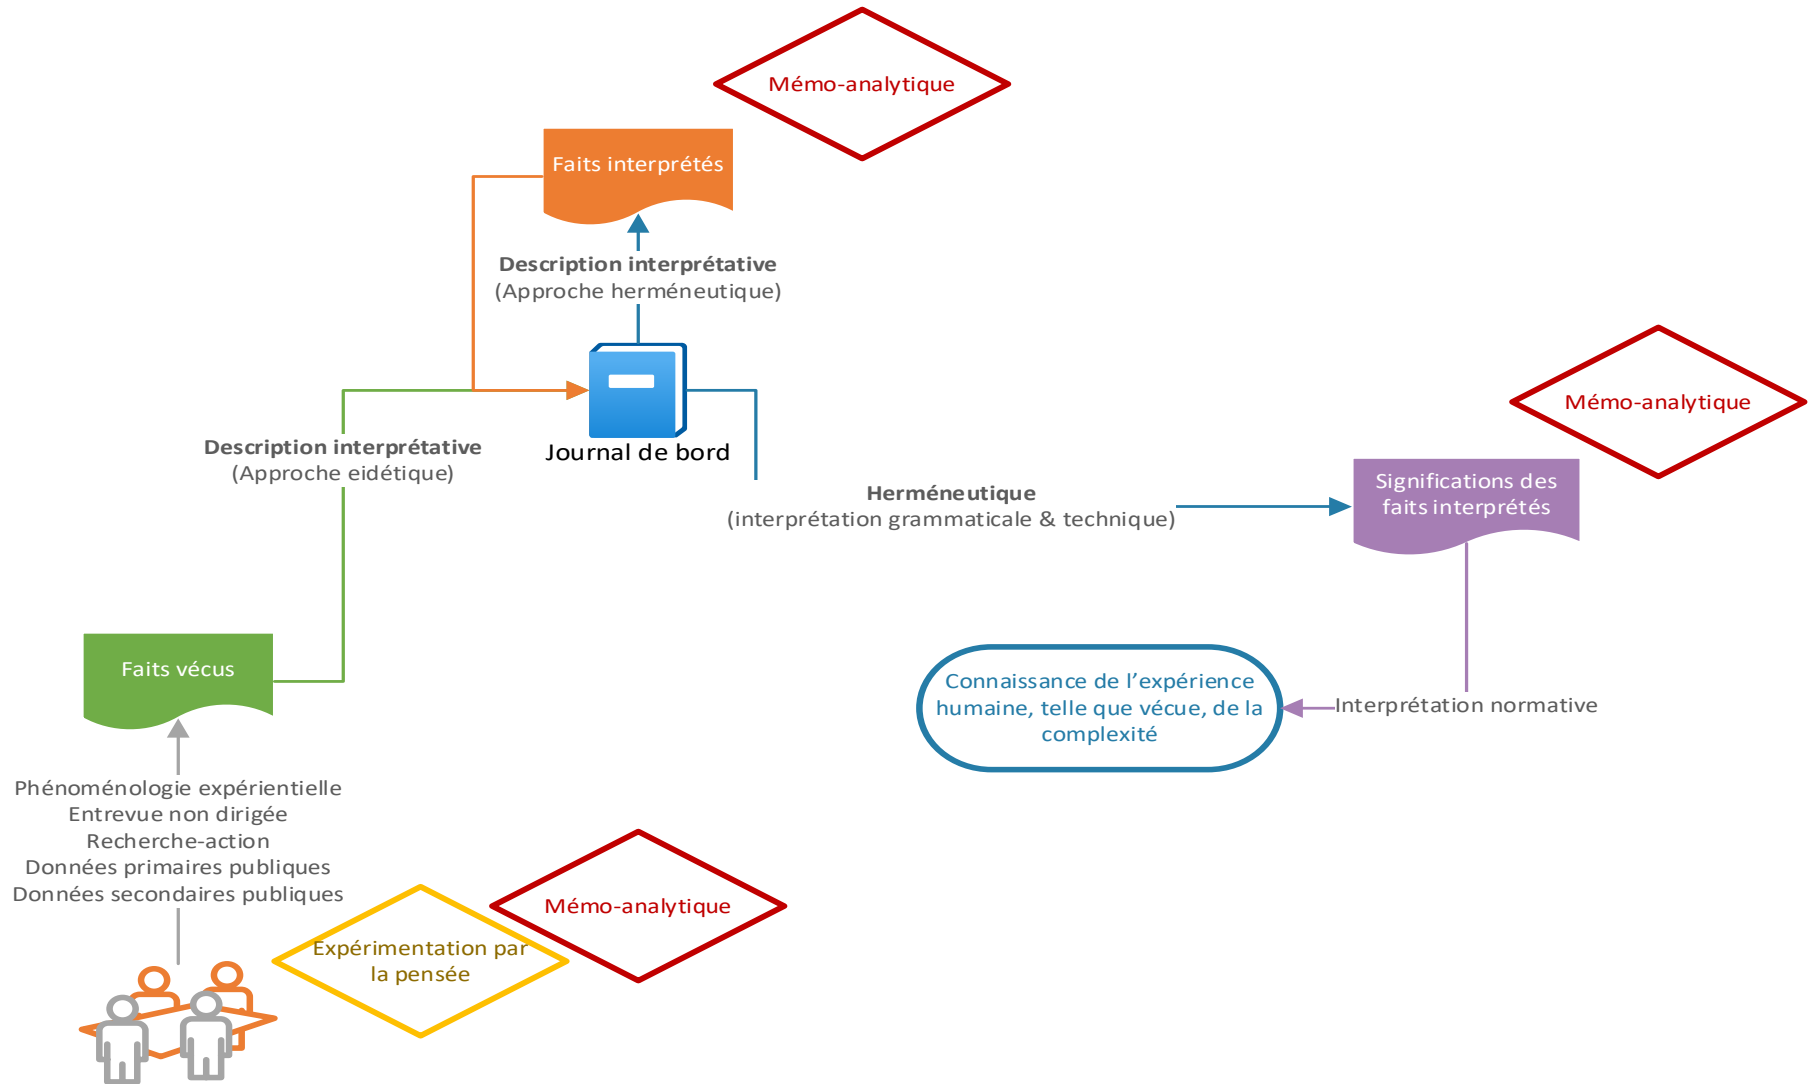 Mémo-analytique
Faits interprétés
Description interprétative
(Approche herméneutique)
Journal de bord
Description interprétative
(Approche eidétique)
Mémo-analytique
Herméneutique
(interprétation grammaticale & technique)
Significations des
faits interprétés
Faits vécus
Connaissance de l’expérience
humaine, telle que vécue, de la
complexité
Interprétation normative
Phénoménologie expérientielle
Entrevue non dirigée
Recherche-action
Données primaires publiques
Données secondaires publiques
Mémo-analytique
Expérimentation par
la pensée